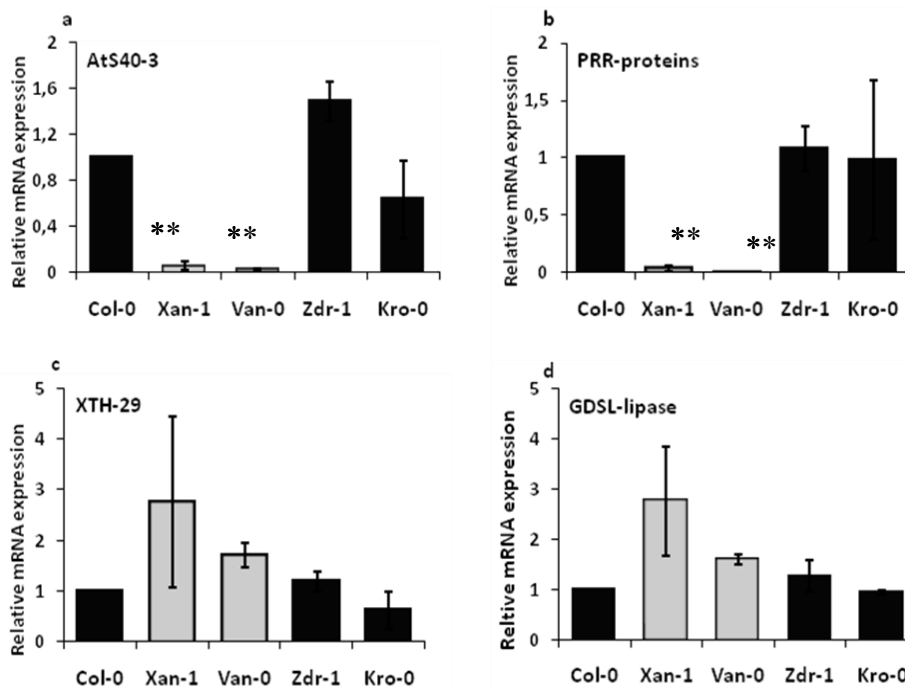 a
AtS40-3
Relative mRNA expression
2
1,6
1,2
0,8
0,4
0
** **
Col-0 Xan-1 Van-0 Zdr-1 Kro-0
b
PRR-proteins
Relative mRNA expression
2
1,5
1
0,5
0
** **
Col-0 Xan-1 Van-0 Zdr-1 Kro-0
c
XTH-29
Relative mRNA expression
5
4
3
2
1
0
Col-0 Xan-1 Van-0 Zdr-1 Kro-0
d
GDSL-lipase
Reltive mRNA expression
5
4
3
2
1
0
Col-0 Xan-1 Van-0 Zdr-1 Kro-0